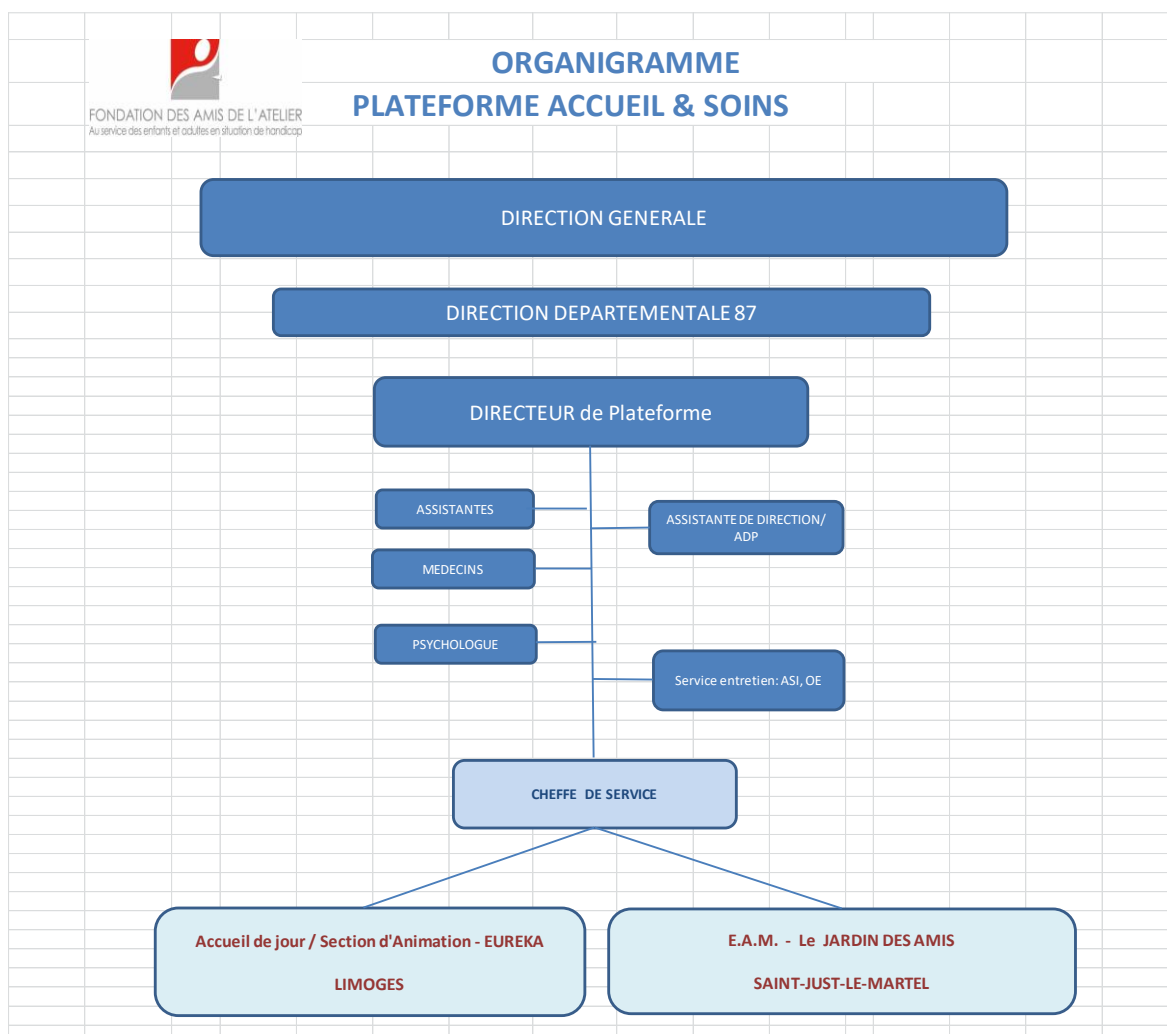 ORGANIGRAMME
PLATEFORME ACCUEIL & SOINS
FONDATION DES AMIS DE L'ATELIER
Au service des enfants et adultes en situation de handicap
DIRECTION GENERALE
DIRECTION DEPARTEMENTALE 87
DIRECTEUR de Plateforme
ASSISTANTES
ASSISTANTE DE DIRECTION/
ADP
MEDECINS
PSYCHOLOGUE
Service entretien: ASI, OE
CHEFFE DE SERVICE
Accueil de jour / Section d'Animation - EUREKA
LIMOGES
E.A.M. - Le JARDIN DES AMIS
SAINT-JUST-LE-MARTEL